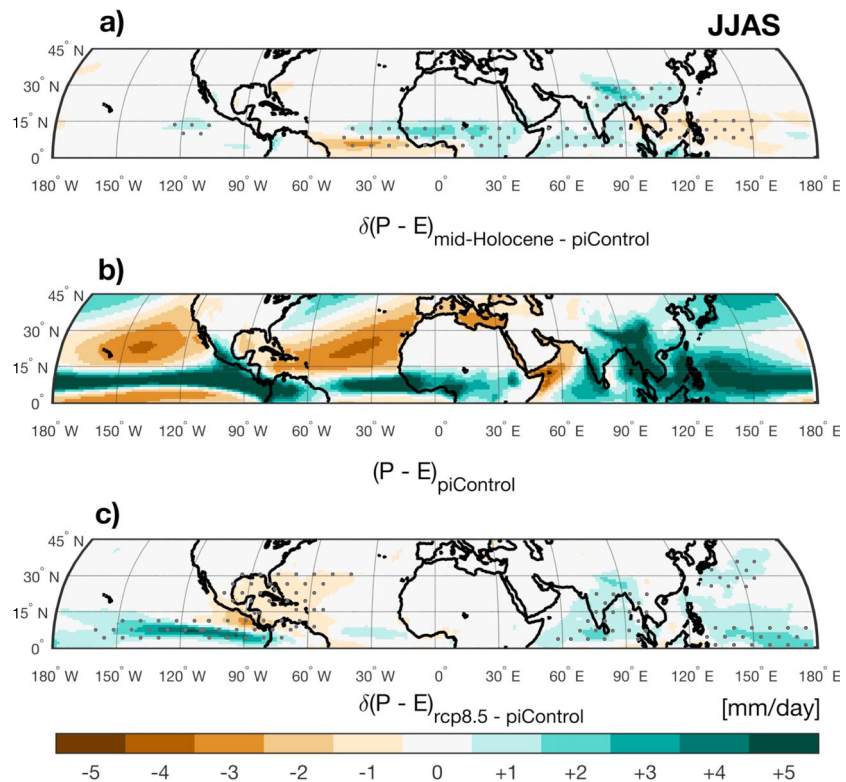 a) JJAS
45° N
30° N
15° N
0°
180° W 150° W 120° W 90° W 60° W 30° W 0° 30° E 60° E 90° E 120° E 150° E 180° E
δ(P - E)mid-Holocene - piControl
b)
45° N
30° N
15° N
0°
180° W 150° W 120° W 90° W 60° W 30° W 0° 30° E 60° E 90° E 120° E 150° E 180° E
(P - E)piControl
c)
45° N
30° N
15° N
0°
180° W 150° W 120° W 90° W 60° W 30° W 0° 30° E 60° E 90° E 120° E 150° E 180° E
δ(P - E)rcp8.5 - piControl [mm/day]
-5 -4 -3 -2 -1 0 +1 +2 +3 +4 +5